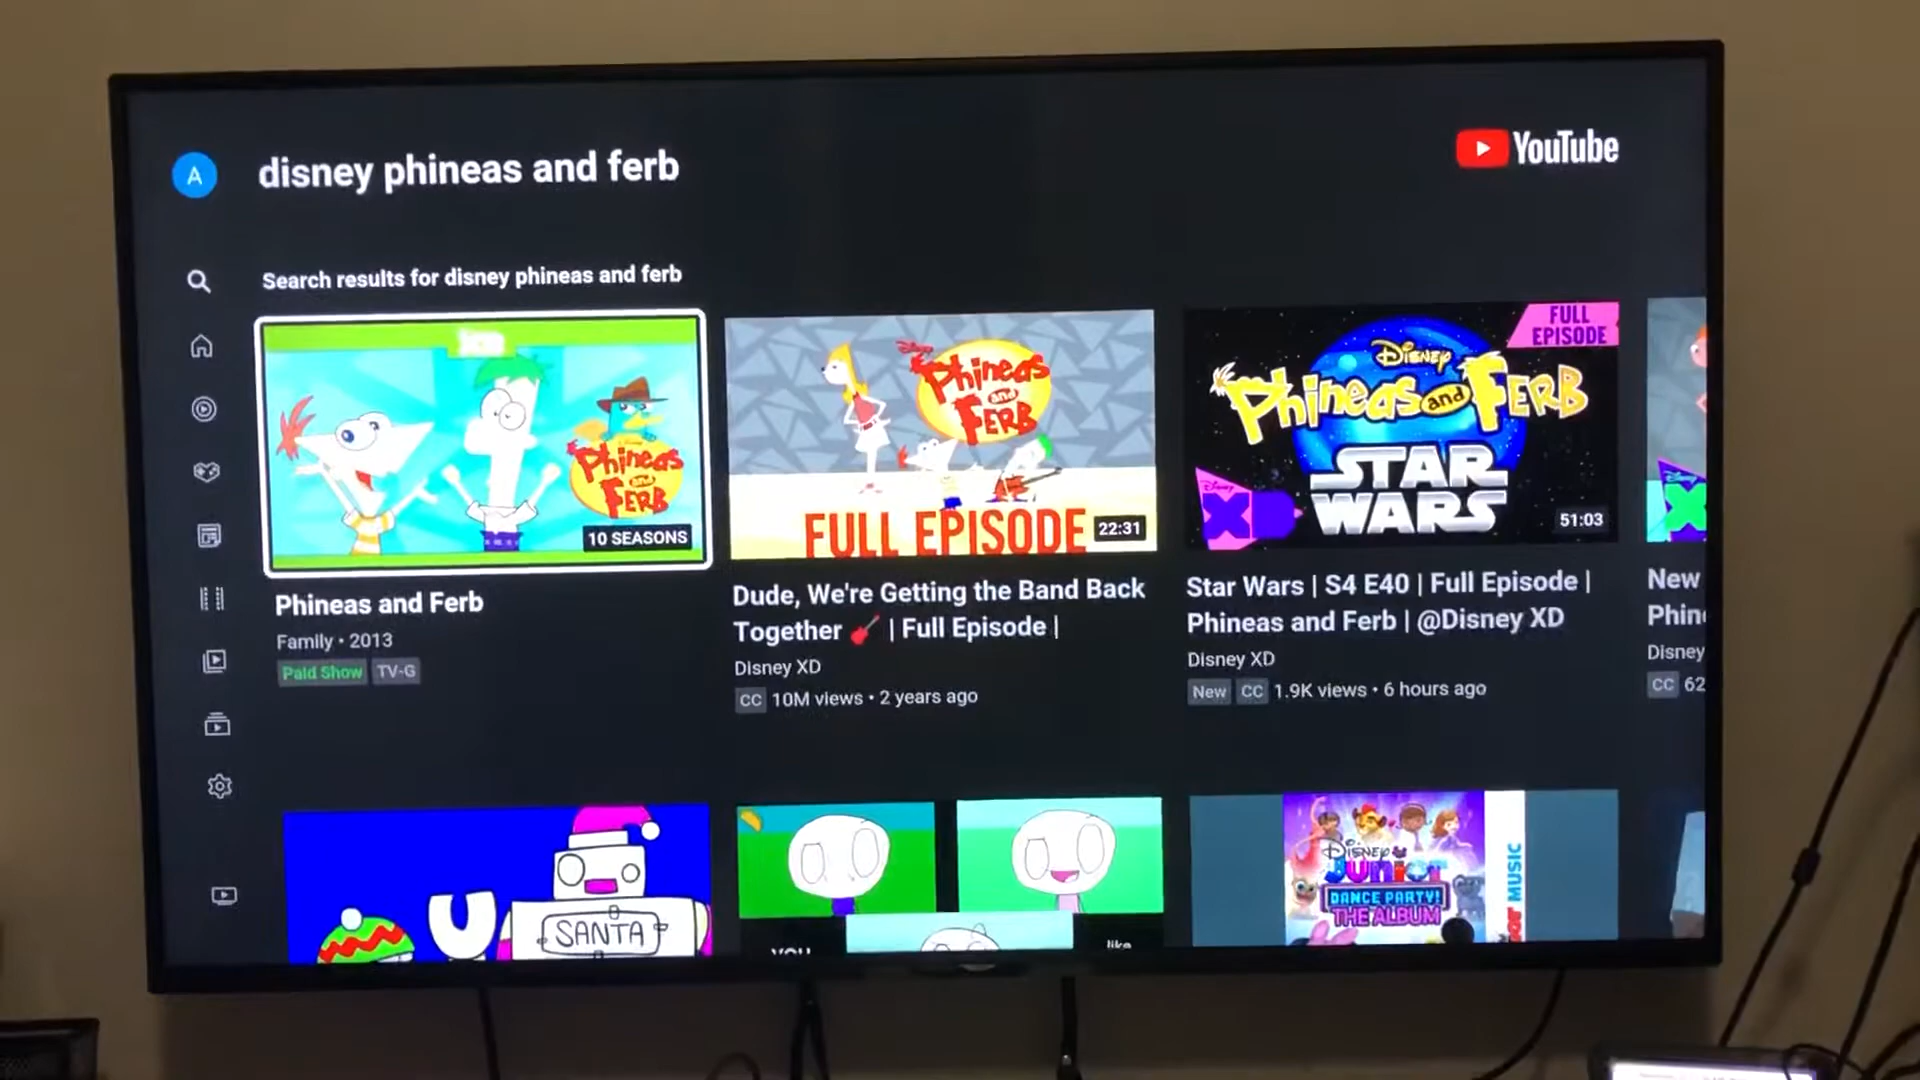 A
disney phineas and ferb
YouTube
Search results for disney phineas and ferb
Phineas
and
FERB
10 SEASONS
Phineas and Ferb
Family • 2013
Paid Show TV-G
Phineas
and
FERB
FULL EPISODE
22:31
Dude, We're Getting the Band Back
Together 🎸 | Full Episode |
Disney XD
CC 10M views • 2 years ago
FULL
EPISODE
Disney
Phineas and FERB
STAR
WARS
Disney
X
51:03
Star Wars | S4 E40 | Full Episode |
Phineas and Ferb | @Disney XD
Disney XD
New CC 1.9K views • 6 hours ago
New
Disney
CC 62
U
SANTA
YOU
like
DISNEY
JUNIOR
DANCE PARTY!
THE ALBUM
MUSIC